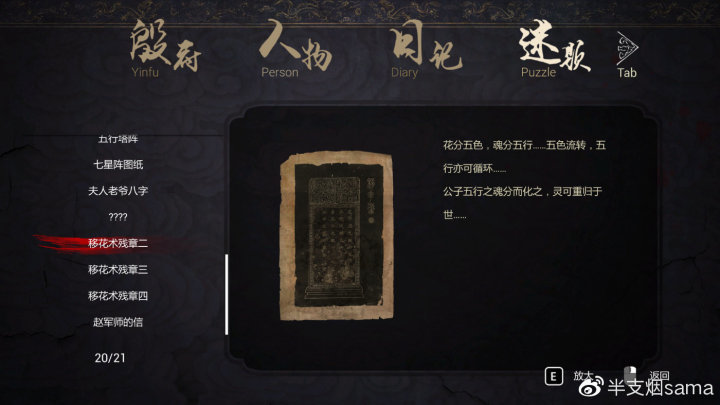 殷府
Yinfu
人物
Person
日记
Diary
迷踪
Puzzle
Tab
五行塔阵
七星阵图纸
夫人老爷八字
????
移花术残章二
移花术残章三
移花术残章四
赵军师的信
20/21
花分五色，魂分五行……五色流转，五
行亦可循环……
公子五行之魂分而化之，灵可重归于
世……
E 放大
返回
半支烟sama